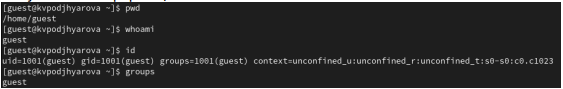 [guest@kvpodjhyarova ~]$ pwd
/home/guest
[guest@kvpodjhyarova ~]$ whoami
guest
[guest@kvpodjhyarova ~]$ id
uid=1001(guest) gid=1001(guest) groups=1001(guest) context=unconfined_u:unconfined_r:unconfined_t:s0-s0:c0.c1023
[guest@kvpodjhyarova ~]$ groups
guest